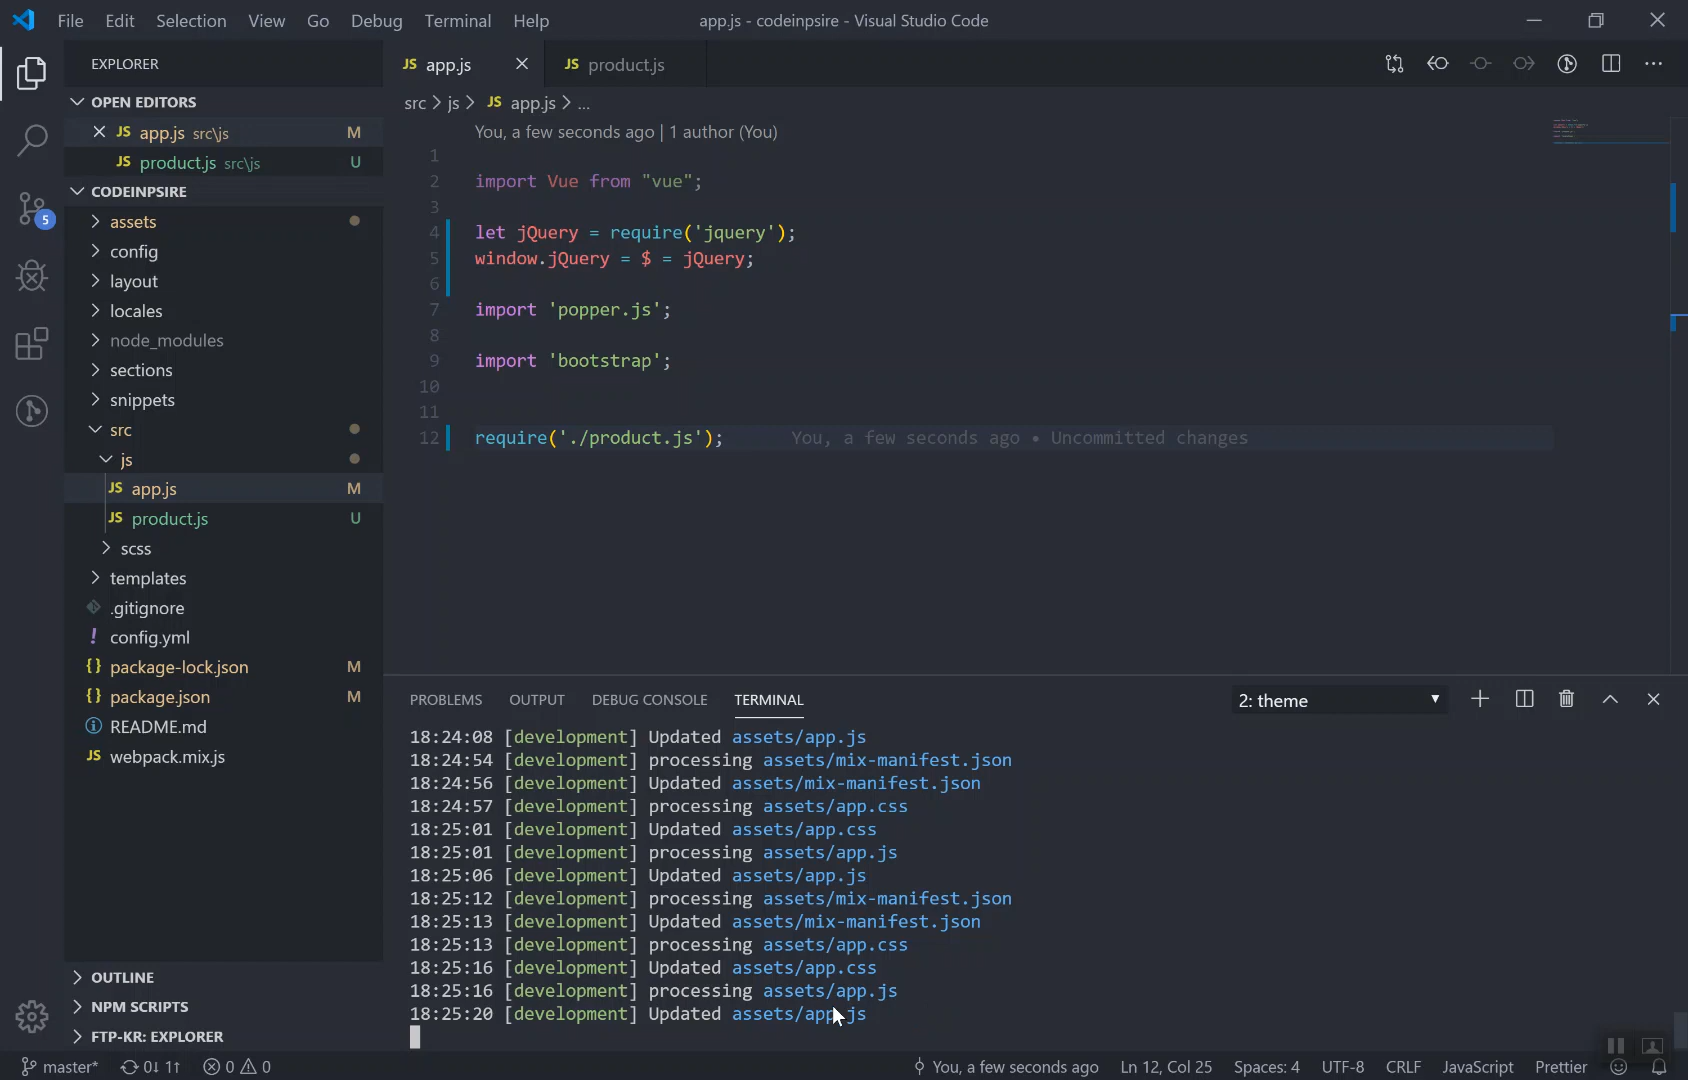 File Edit Selection View Go Debug Terminal Help
app.js - codeinpsire - Visual Studio Code
EXPLORER
OPEN EDITORS
JS app.js src\js M
JS product.js src\js U
CODEINPSIRE
assets
config
layout
locales
node_modules
sections
snippets
src
js
JS app.js M
JS product.js U
scss
templates
.gitignore
! config.yml
{} package-lock.json M
{} package.json M
README.md
JS webpack.mix.js
OUTLINE
NPM SCRIPTS
FTP-KR: EXPLORER
5
JS app.js
JS product.js
src > js > JS app.js > ...
You, a few seconds ago | 1 author (You)
1
2 import Vue from "vue";
3
4 let jQuery = require('jquery');
5 window.jQuery = $ = jQuery;
6
7 import 'popper.js';
8
9 import 'bootstrap';
10
11
12 require('./product.js'); You, a few seconds ago • Uncommitted changes
PROBLEMS OUTPUT DEBUG CONSOLE TERMINAL
2: theme
18:24:08 [development] Updated assets/app.js
18:24:54 [development] processing assets/mix-manifest.json
18:24:56 [development] Updated assets/mix-manifest.json
18:24:57 [development] processing assets/app.css
18:25:01 [development] Updated assets/app.css
18:25:01 [development] processing assets/app.js
18:25:06 [development] Updated assets/app.js
18:25:12 [development] processing assets/mix-manifest.json
18:25:13 [development] Updated assets/mix-manifest.json
18:25:13 [development] processing assets/app.css
18:25:16 [development] Updated assets/app.css
18:25:16 [development] processing assets/app.js
18:25:20 [development] Updated assets/app.js
master* 0↓ 1↑ 0 0
You, a few seconds ago Ln 12, Col 25 Spaces: 4 UTF-8 CRLF JavaScript Prettier